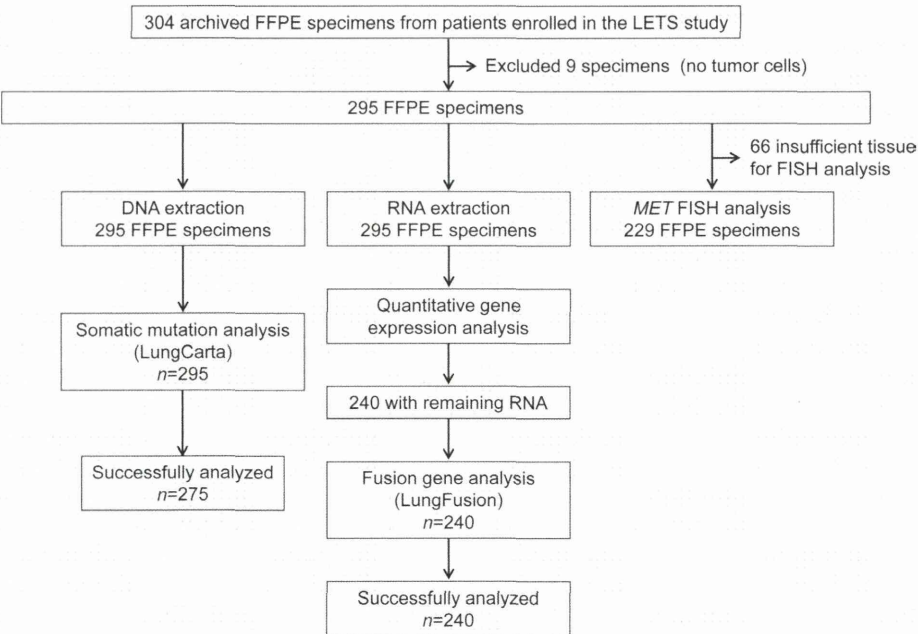 304 archived FFPE specimens from patients enrolled in the LETS study
Excluded 9 specimens (no tumor cells)
295 FFPE specimens
66 insufficient tissue
for FISH analysis
DNA extraction
295 FFPE specimens
RNA extraction
295 FFPE specimens
MET FISH analysis
229 FFPE specimens
Quantitative gene
expression analysis
Somatic mutation analysis
(LungCarta)
n=295
240 with remaining RNA
Successfully analyzed
n=275
Fusion gene analysis
(LungFusion)
n=240
Successfully analyzed
n=240